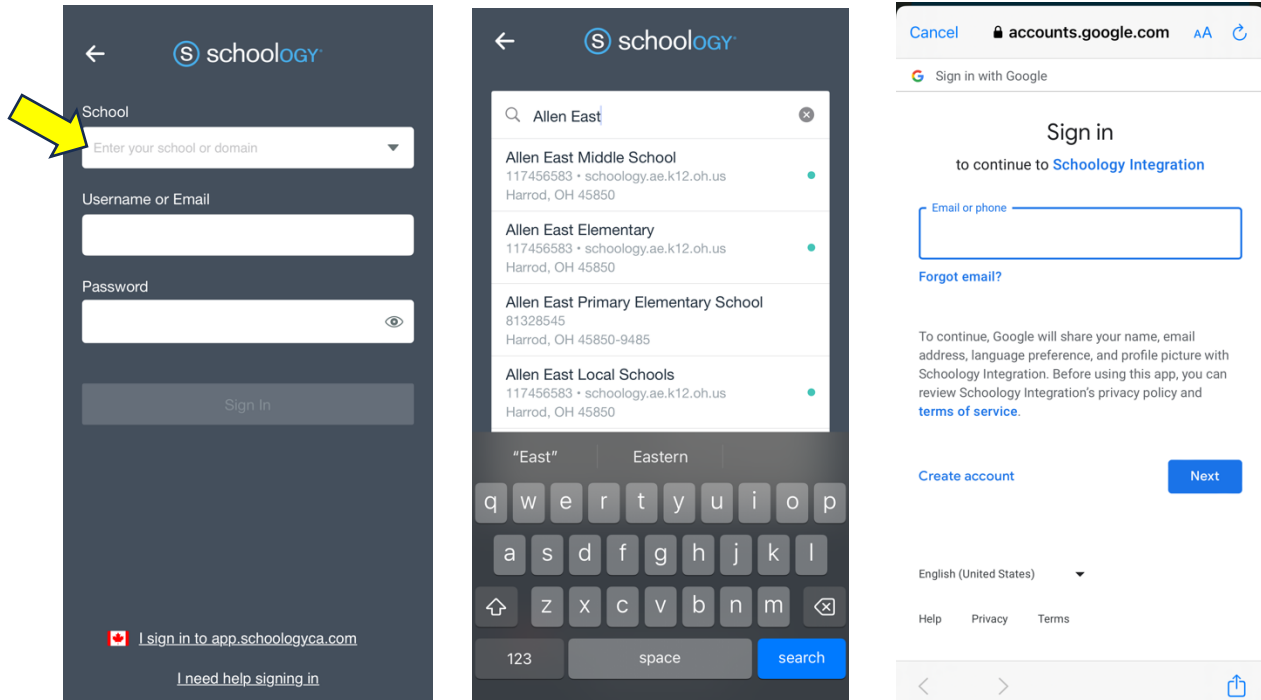 schoology
School
Enter your school or domain
Username or Email
Password
Sign In
I sign in to app.schoologyca.com
I need help signing in
schoology
Allen East
Allen East Middle School
117456583 • schoology.ae.k12.oh.us
Harrod, OH 45850
Allen East Elementary
117456583 • schoology.ae.k12.oh.us
Harrod, OH 45850
Allen East Primary Elementary School
81328545
Harrod, OH 45850-9485
Allen East Local Schools
117456583 • schoology.ae.k12.oh.us
Harrod, OH 45850
“East” Eastern
q w e r t y u i o p
a s d f g h j k l
z x c v b n m
123 space search
Cancel accounts.google.com AA
G Sign in with Google
Sign in
to continue to Schoology Integration
Email or phone
Forgot email?
To continue, Google will share your name, email
address, language preference, and profile picture with
Schoology Integration. Before using this app, you can
review Schoology Integration's privacy policy and
terms of service.
Create account Next
English (United States)
Help Privacy Terms